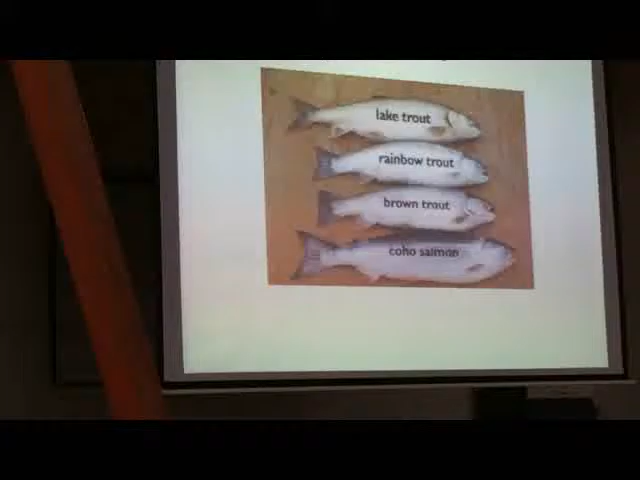 lake trout
rainbow trout
brown trout
coho salmon